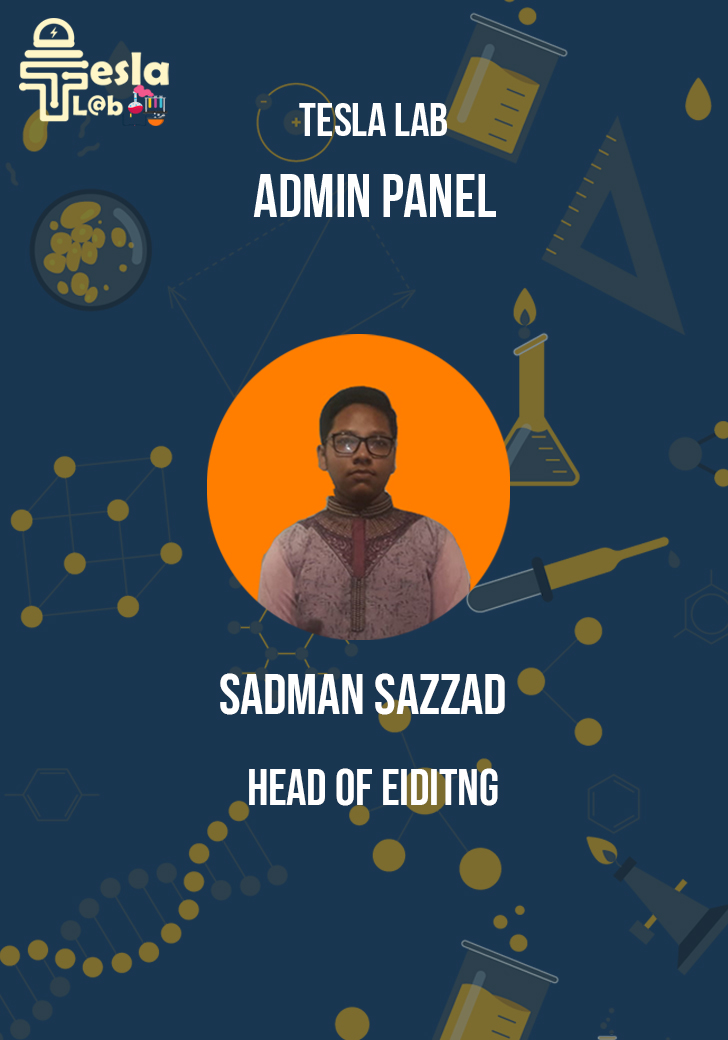 Tesla
L@b
TESLA LAB
ADMIN PANEL
SADMAN SAZZAD
HEAD OF EIDITNG